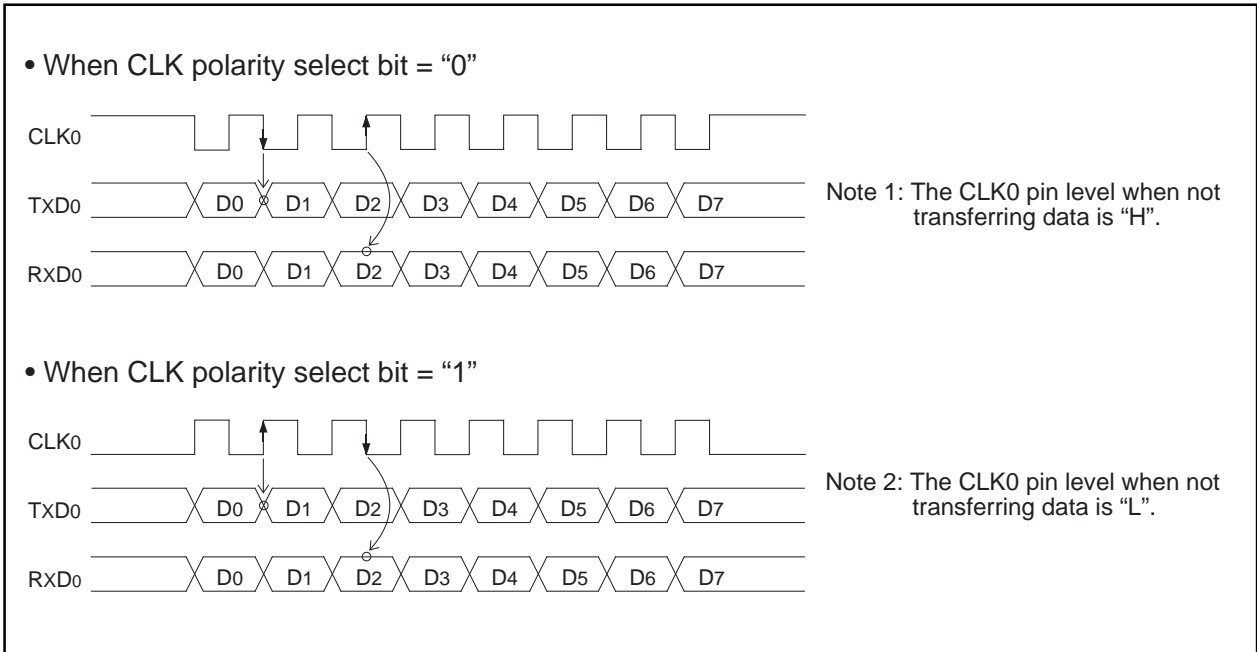 • When CLK polarity select bit = “0”
CLK0
TXD0 D0 D1 D2 D3 D4 D5 D6 D7
RXD0 D0 D1 D2 D3 D4 D5 D6 D7
Note 1: The CLK0 pin level when not
transferring data is “H”.
• When CLK polarity select bit = “1”
CLK0
TXD0 D0 D1 D2 D3 D4 D5 D6 D7
RXD0 D0 D1 D2 D3 D4 D5 D6 D7
Note 2: The CLK0 pin level when not
transferring data is “L”.